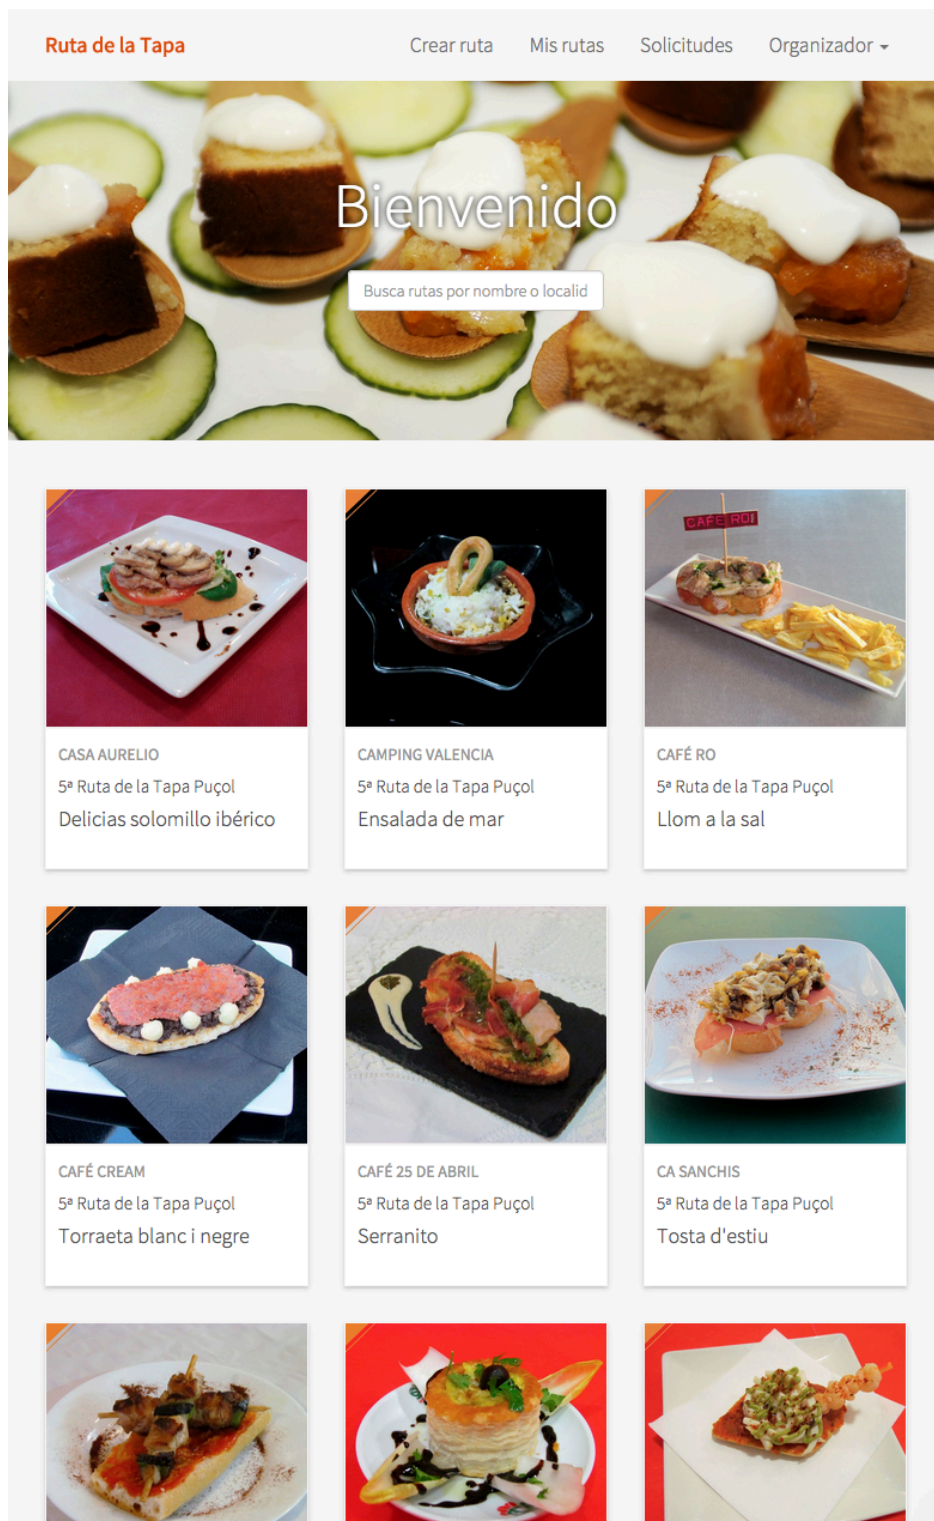 Ruta de la Tapa
Crear ruta
Mis rutas
Solicitudes
Organizador
Bienvenido
Busca rutas por nombre o localid
CAFE RO
CASA AURELIO
5ª Ruta de la Tapa Puçol
Delicias solomillo ibérico
CAMPING VALENCIA
5ª Ruta de la Tapa Puçol
Ensalada de mar
CAFÉ RO
5ª Ruta de la Tapa Puçol
Llom a la sal
CAFÉ CREAM
5ª Ruta de la Tapa Puçol
Torraeta blanc i negre
CAFÉ 25 DE ABRIL
5ª Ruta de la Tapa Puçol
Serranito
CA SANCHIS
5ª Ruta de la Tapa Puçol
Tosta d'estiu